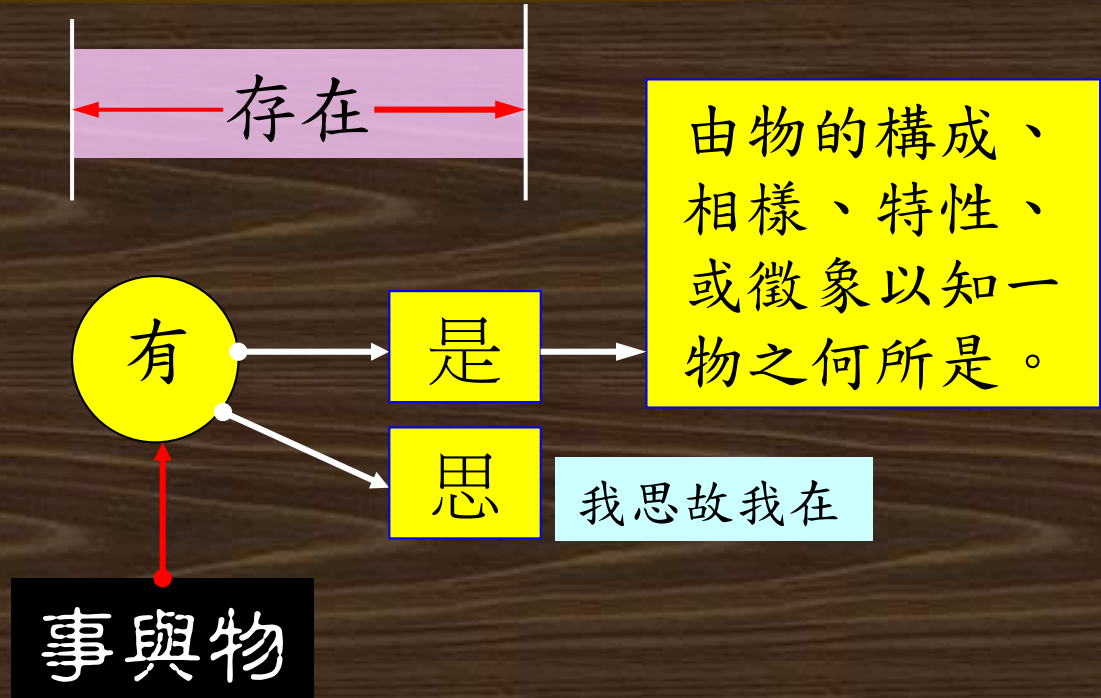 存在
由物的構成、
相樣、特性、
或徵象以知一
物之何所是。
有
是
思
我思故我在
事與物